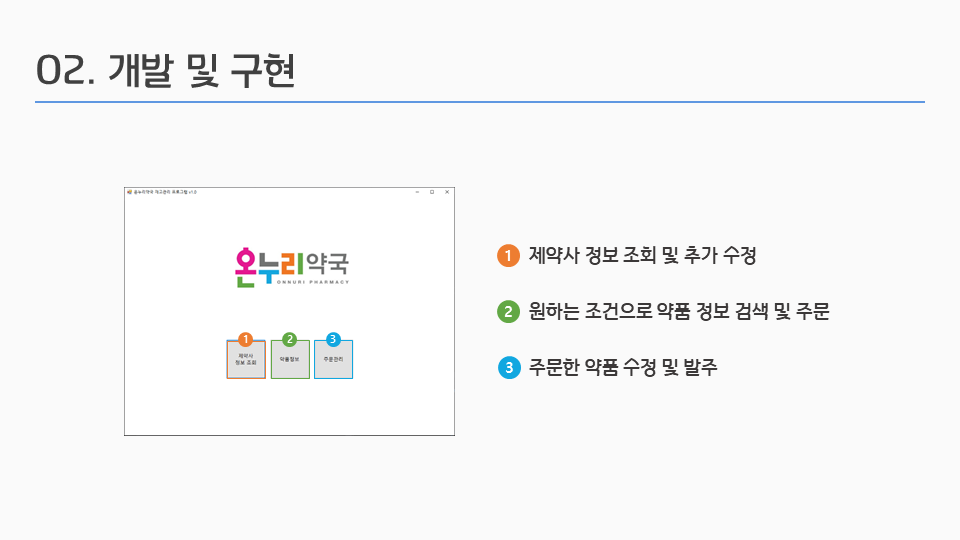 02. 개발 및 구현
온누리약국 재고관리 프로그램 v1.0
온누리약국
ONNURI PHARMACY
1 2 3
제약사
정보 조회
약품정보
주문관리
1 제약사 정보 조회 및 추가 수정
2 원하는 조건으로 약품 정보 검색 및 주문
3 주문한 약품 수정 및 발주